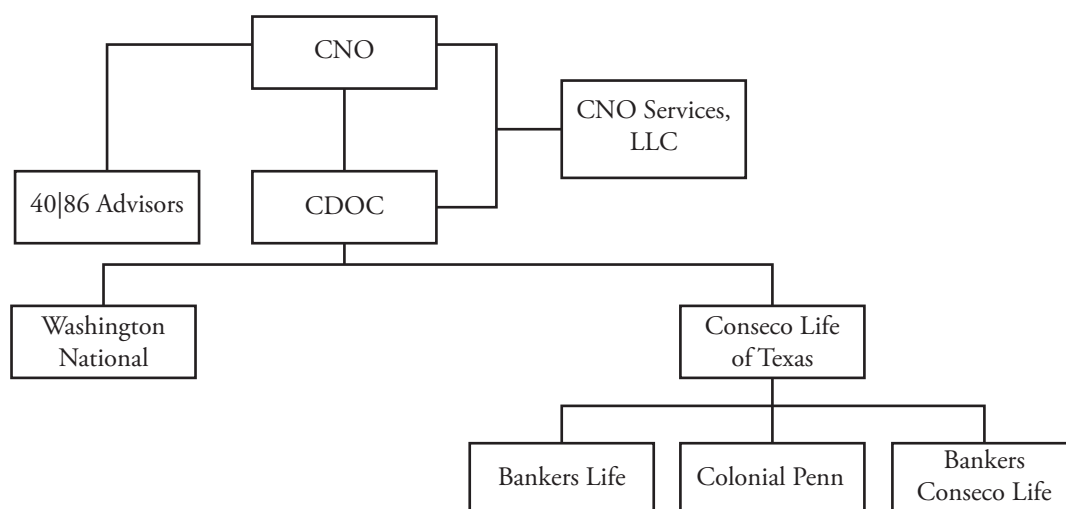 CNO
CNO Services,
LLC
40|86 Advisors
CDOC
Washington
National
Conseco Life
of Texas
Bankers Life
Colonial Penn
Bankers
Conseco Life